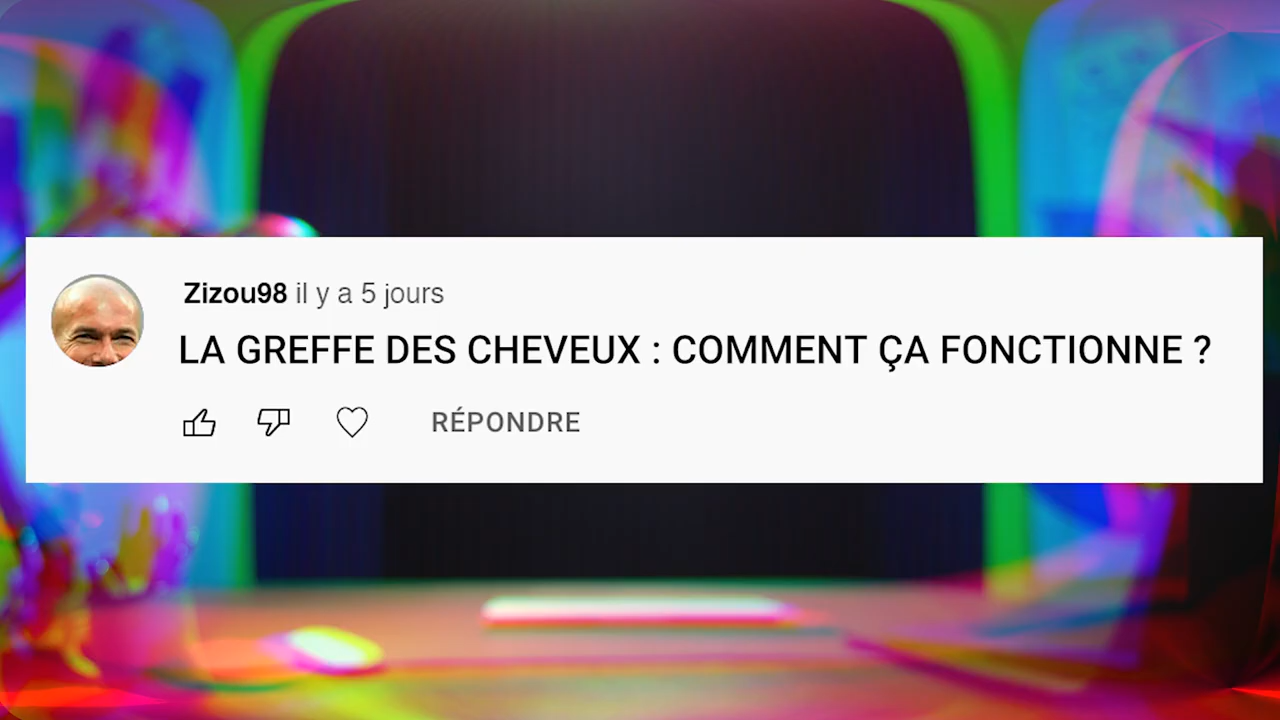 Zizou98 il y a 5 jours
LA GREFFE DES CHEVEUX : COMMENT ÇA FONCTIONNE ?
RÉPONDRE